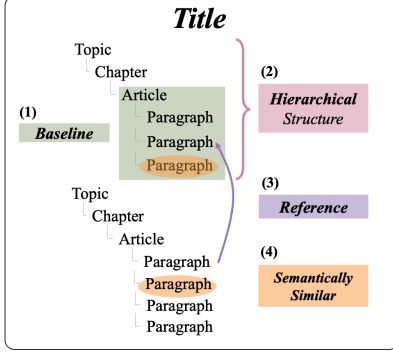 Title
Topic
Chapter
Article
Paragraph
Paragraph
Paragraph
(1)
Baseline
(2)
Hierarchical
Structure
Topic
Chapter
Article
Paragraph
Paragraph
Paragraph
Paragraph
(3)
Reference
(4)
Semantically
Similar